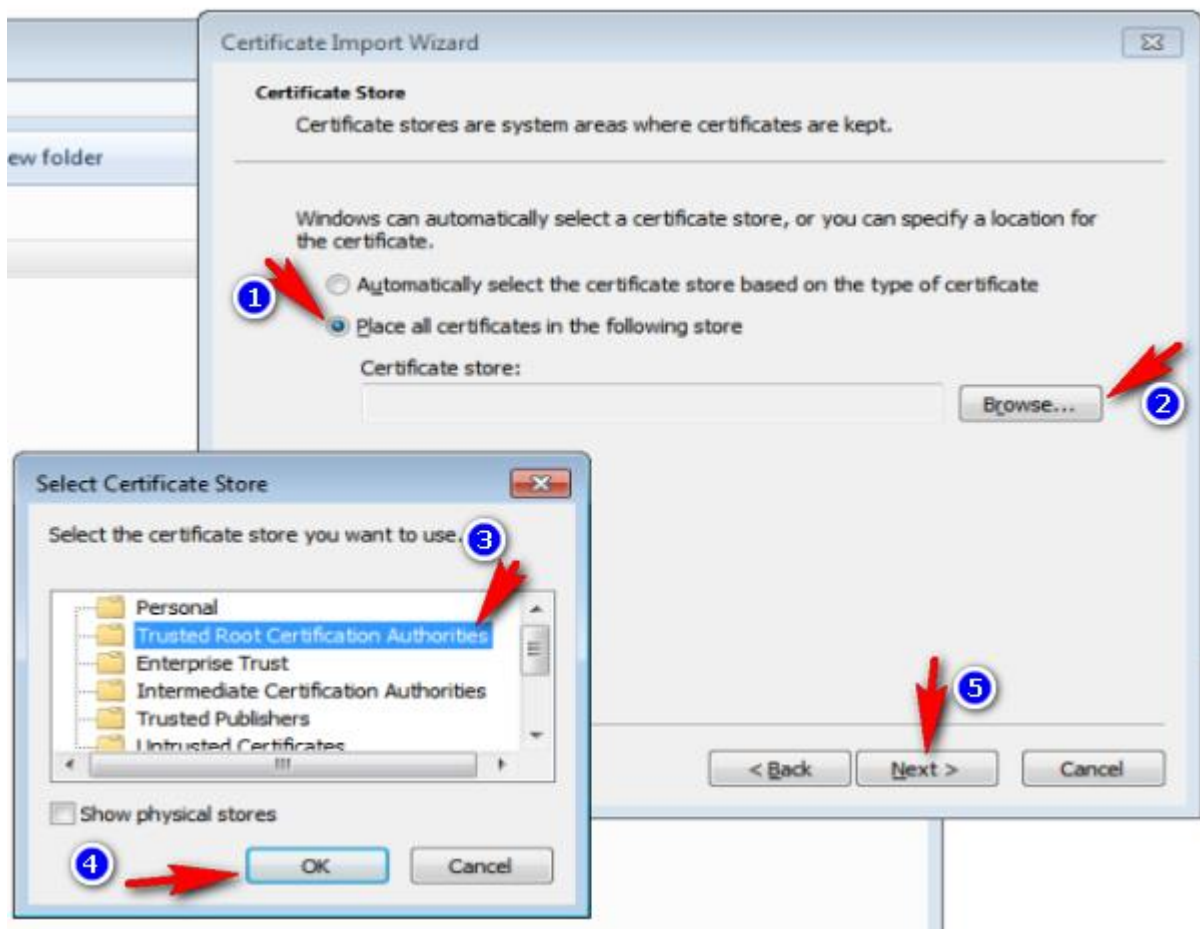 Certificate Import Wizard
Certificate Store
Certificate stores are system areas where certificates are kept.
ew folder
Windows can automatically select a certificate store, or you can specify a location for
the certificate.
1
Automatically select the certificate store based on the type of certificate
Place all certificates in the following store
Certificate store:
Browse...
2
Select Certificate Store
Select the certificate store you want to use.
3
Personal
Trusted Root Certification Authorities
Enterprise Trust
Intermediate Certification Authorities
Trusted Publishers
Untrusted Certificates
5
< Back
Next >
Cancel
Show physical stores
4
OK
Cancel